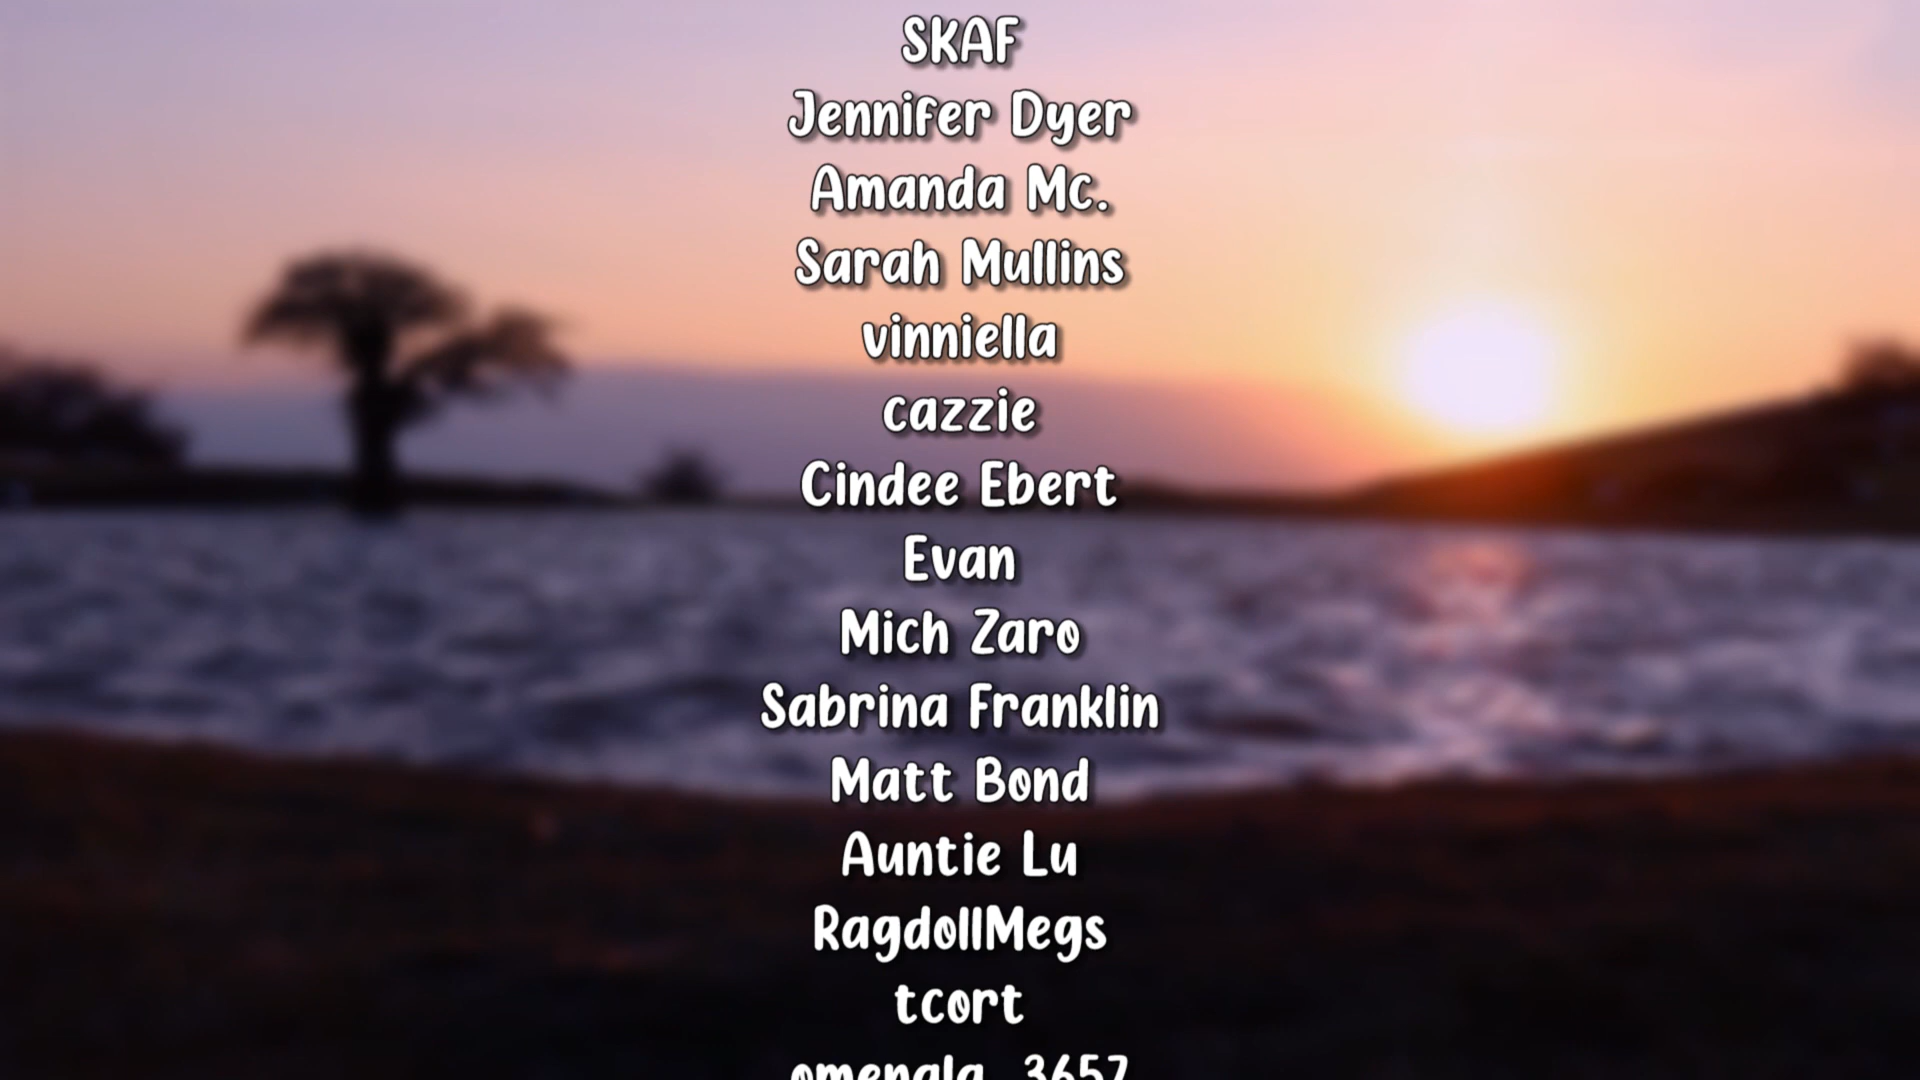 SKAF
Jennifer Dyer
Amanda Mc.
Sarah Mullins
vinniella
cazzie
Cindee Ebert
Evan
Mich Zaro
Sabrina Franklin
Matt Bond
Auntie Lu
RagdollMegs
tcort